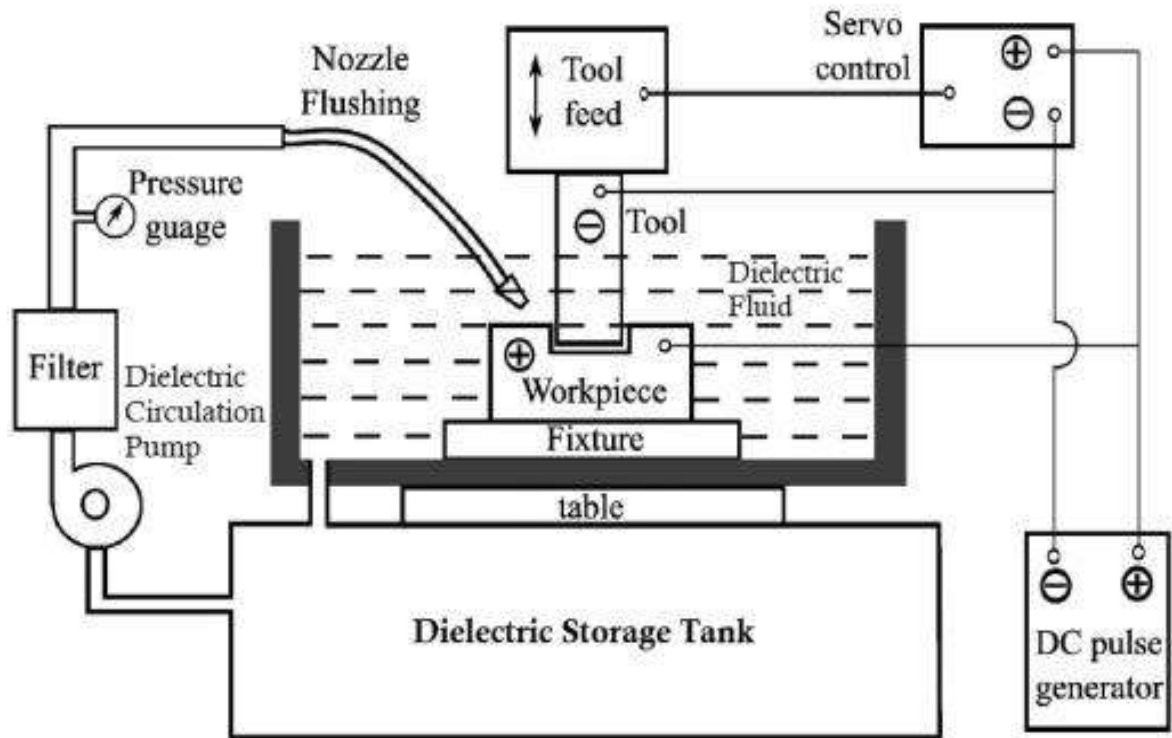 Nozzle
Flushing
Tool
feed
Servo
control
+
−
Pressure
guage
−
Tool
Dielectric
Fluid
Filter
Dielectric
Circulation
Pump
+
Workpiece
Fixture
table
Dielectric Storage Tank
−
+
DC pulse
generator